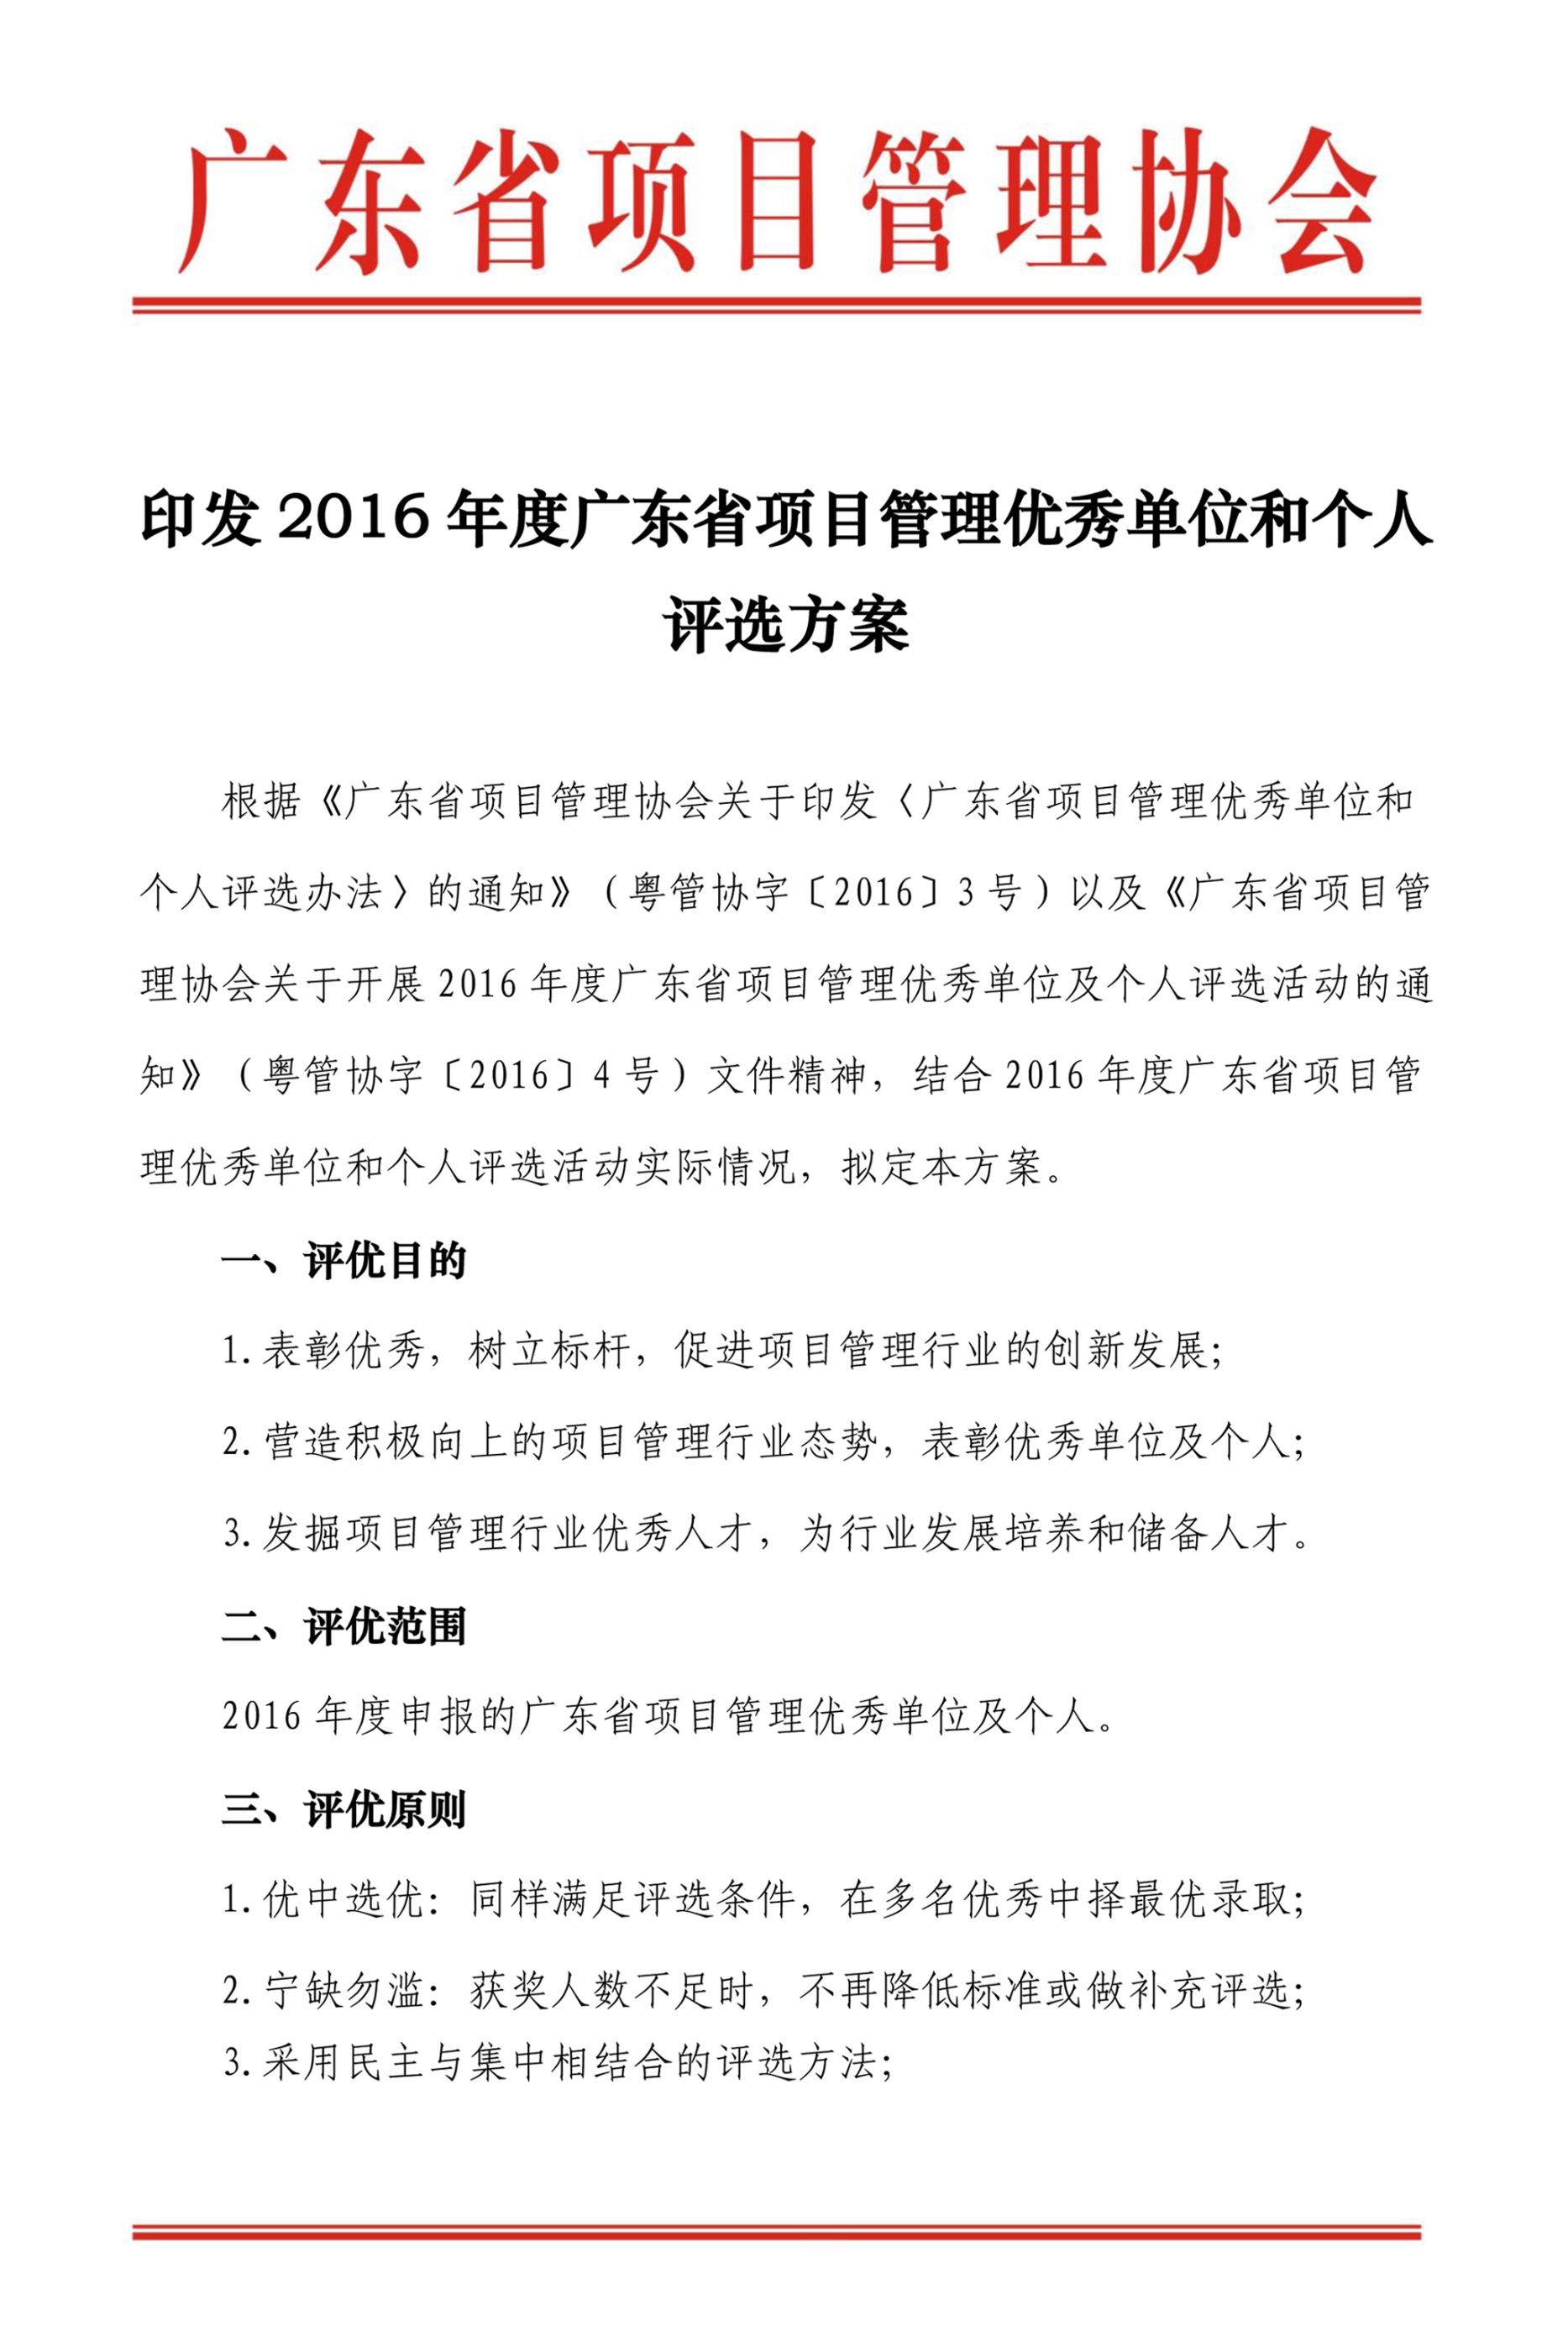 广东省项目管理协会
印发 2016 年度广东省项目管理优秀单位和个人
评选方案
根据《广东省项目管理协会关于印发〈广东省项目管理优秀单位和
个人评选办法〉的通知》（粤管协字〔2016〕3 号）以及《广东省项目管
理协会关于开展 2016 年度广东省项目管理优秀单位及个人评选活动的通
知》（粤管协字〔2016〕4 号）文件精神，结合 2016 年度广东省项目管
理优秀单位和个人评选活动实际情况，拟定本方案。
一、评优目的
1.表彰优秀，树立标杆，促进项目管理行业的创新发展；
2.营造积极向上的项目管理行业态势，表彰优秀单位及个人；
3.发掘项目管理行业优秀人才，为行业发展培养和储备人才。
二、评优范围
2016 年度申报的广东省项目管理优秀单位及个人。
三、评优原则
1.优中选优：同样满足评选条件，在多名优秀中择最优录取；
2.宁缺勿滥：获奖人数不足时，不再降低标准或做补充评选；
3.采用民主与集中相结合的评选方法；